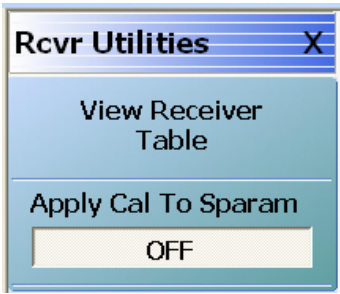 Rcvr Utilities X
View Receiver
Table
Apply Cal To Sparam
OFF